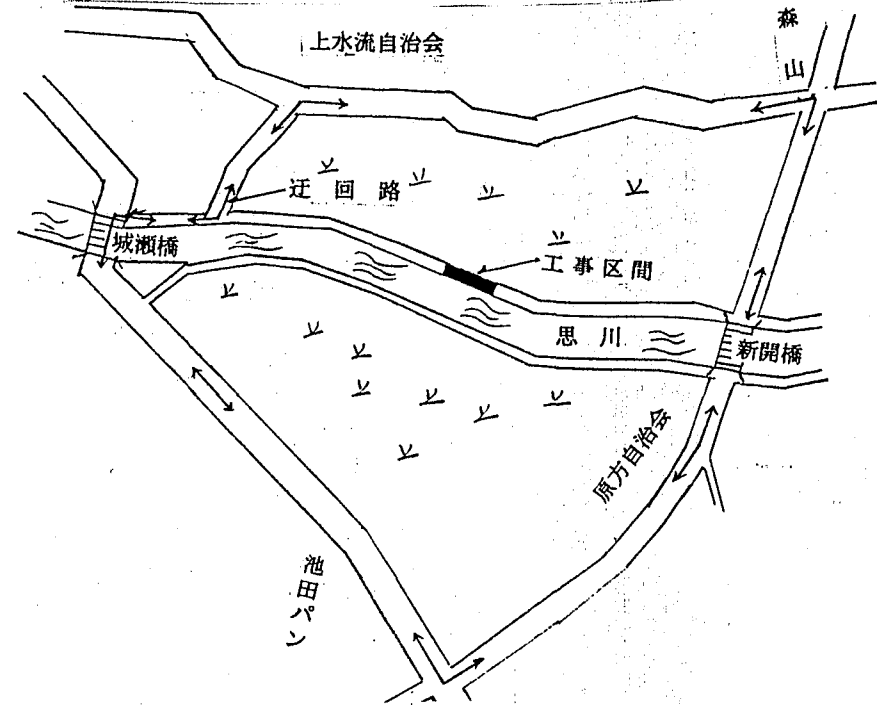 上水流自治会
森山
迂回路
城瀬橋
工事区間
思川
新開橋
原方自治会
池田パン